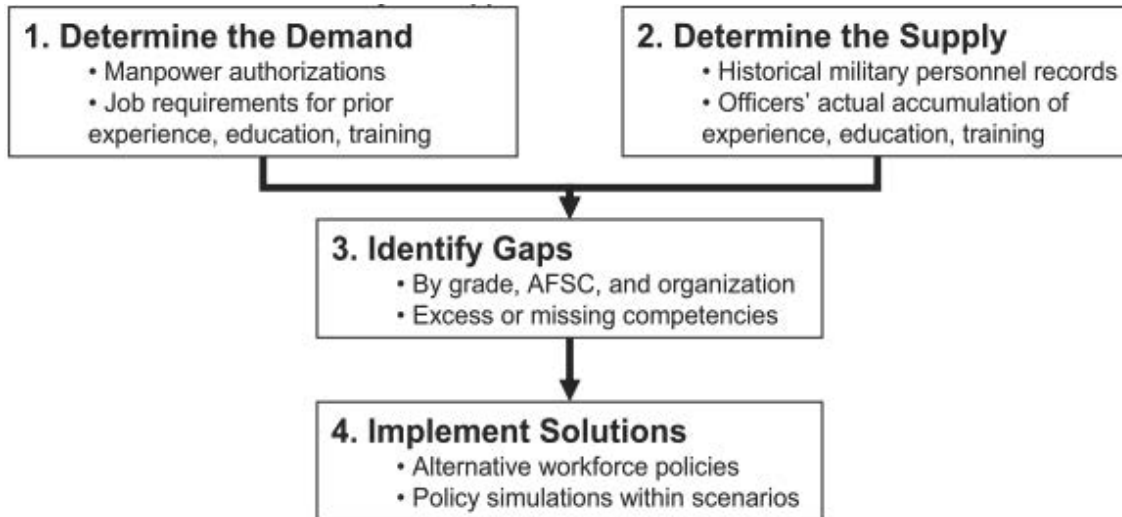 1. Determine the Demand
• Manpower authorizations
• Job requirements for prior
experience, education, training
2. Determine the Supply
• Historical military personnel records
• Officers' actual accumulation of
experience, education, training
3. Identify Gaps
• By grade, AFSC, and organization
• Excess or missing competencies
4. Implement Solutions
• Alternative workforce policies
• Policy simulations within scenarios